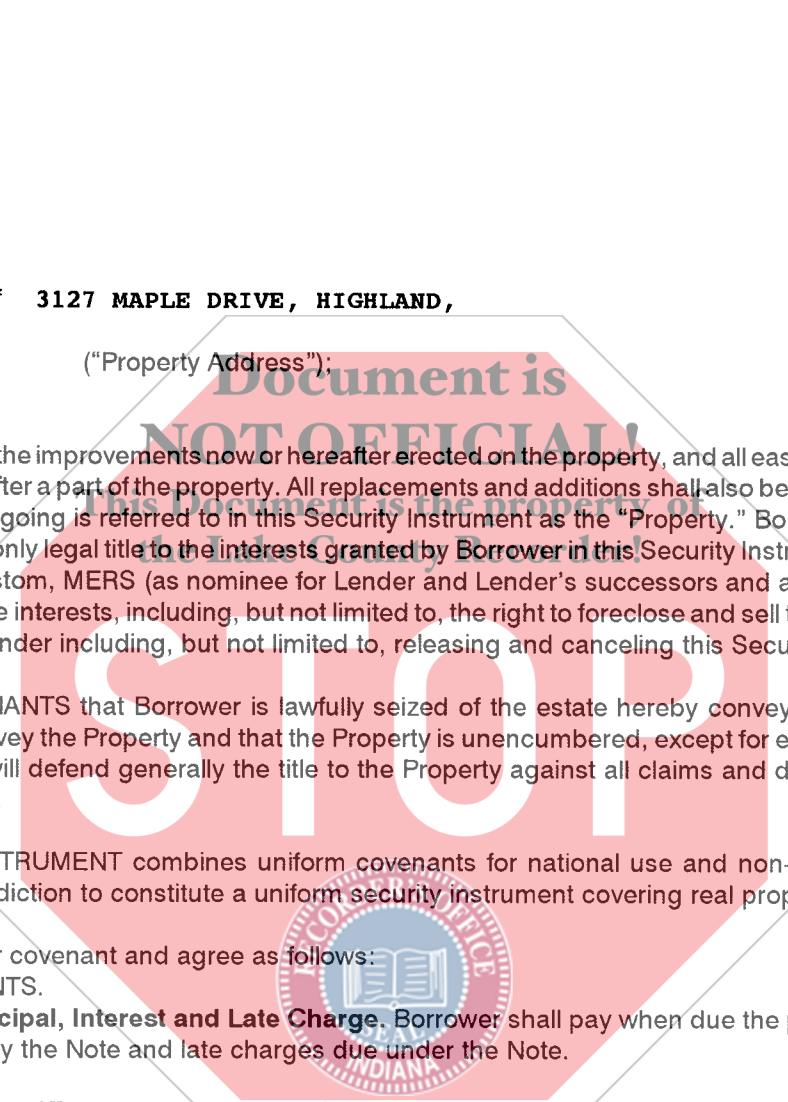 3127 MAPLE DRIVE, HIGHLAND,
(“Property Address”);
Document is
NOT OFFICIAL!
the improvements now or hereafter erected on the property, and all eas
ter a part of the property. All replacements and additions shall also be
This Document is the property of
going is referred to in this Security Instrument as the “Property.” Bo
only legal title to the interests granted by Borrower in this Security Instr
the Lake County Recorder!
stom, MERS (as nominee for Lender and Lender’s successors and a
e interests, including, but not limited to, the right to foreclose and sell t
nder including, but not limited to, releasing and canceling this Secu
STOP
NANTS that Borrower is lawfully seized of the estate hereby convey
vey the Property and that the Property is unencumbered, except for e
will defend generally the title to the Property against all claims and d
TRUMENT combines uniform covenants for national use and non-
diction to constitute a uniform security instrument covering real prop
r covenant and agree as follows:
NTS.
cipal, Interest and Late Charge. Borrower shall pay when due the p
y the Note and late charges due under the Note.
RECORDER'S OFFICE
SEAL
INDIANA